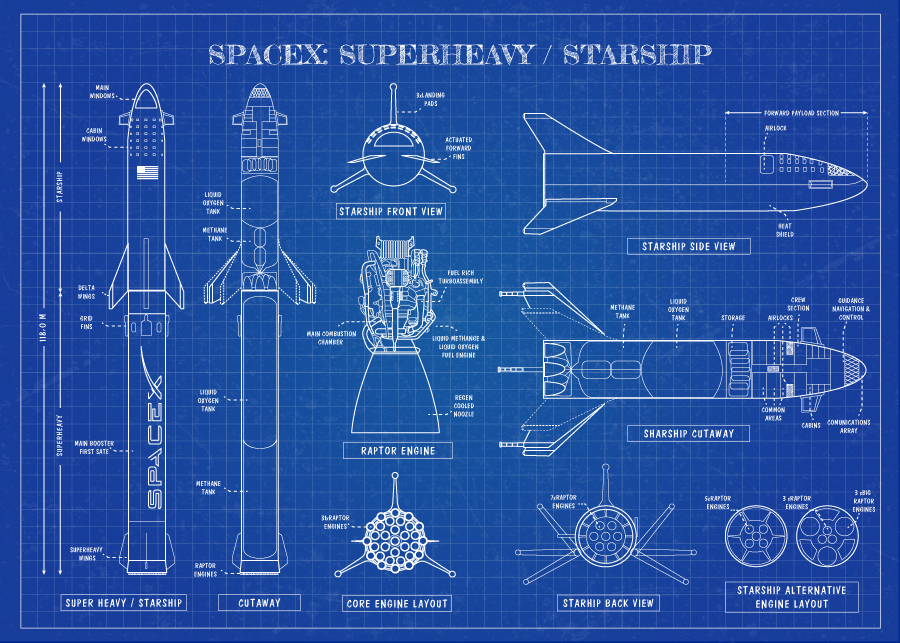 SPACEX: SUPERHEAVY / STARSHIP
MAIN
WINDOWS
CABIN
WINDOWS
STARSHIP
118.0 M
DELTA
WINGS
GRID
FINS
SUPERHEAVY
MAIN BOOSTER
FIRST SATE
SPACEX
SUPERHEAVY
WINGS
SUPER HEAVY / STARSHIP
LIQUID
OXYGEN
TANK
METHANE
TANK
LIQUID
OXYGEN
TANK
METHANE
TANK
RAPTOR
ENGINES
CUTAWAY
3xLANDING
PADS
ACTUATED
FORWARD
FINS
STARSHIP FRONT VIEW
FUEL RICH
TURBOASSEMBLY
MAIN COMBUSTION
CHAMBER
LIQUID METHANE &
LIQUID OXYGEN
FUEL ENGINE
REGEN
COOLED
NOZZLE
RAPTOR ENGINE
31xRAPTOR
ENGINES
CORE ENGINE LAYOUT
FORWARD PAYLOAD SECTION
AIRLOCK
HEAT
SHIELD
STARSHIP SIDE VIEW
METHANE
TANK
LIQUID
OXYGEN
TANK
STORAGE
AIRLOCKS
CREW
SECTION
GUIDANCE
NAVIGATION &
CONTROL
COMMON
AREAS
CABINS
COMUNICATIONS
ARRAY
SHARSHIP CUTAWAY
7xRAPTOR
ENGINES
STARHIP BACK VIEW
5xRAPTOR
ENGINES
3 xRAPTOR
ENGINES
3 xBIG
RAPTOR
ENGINES
STARSHIP ALTERNATIVE
ENGINE LAYOUT